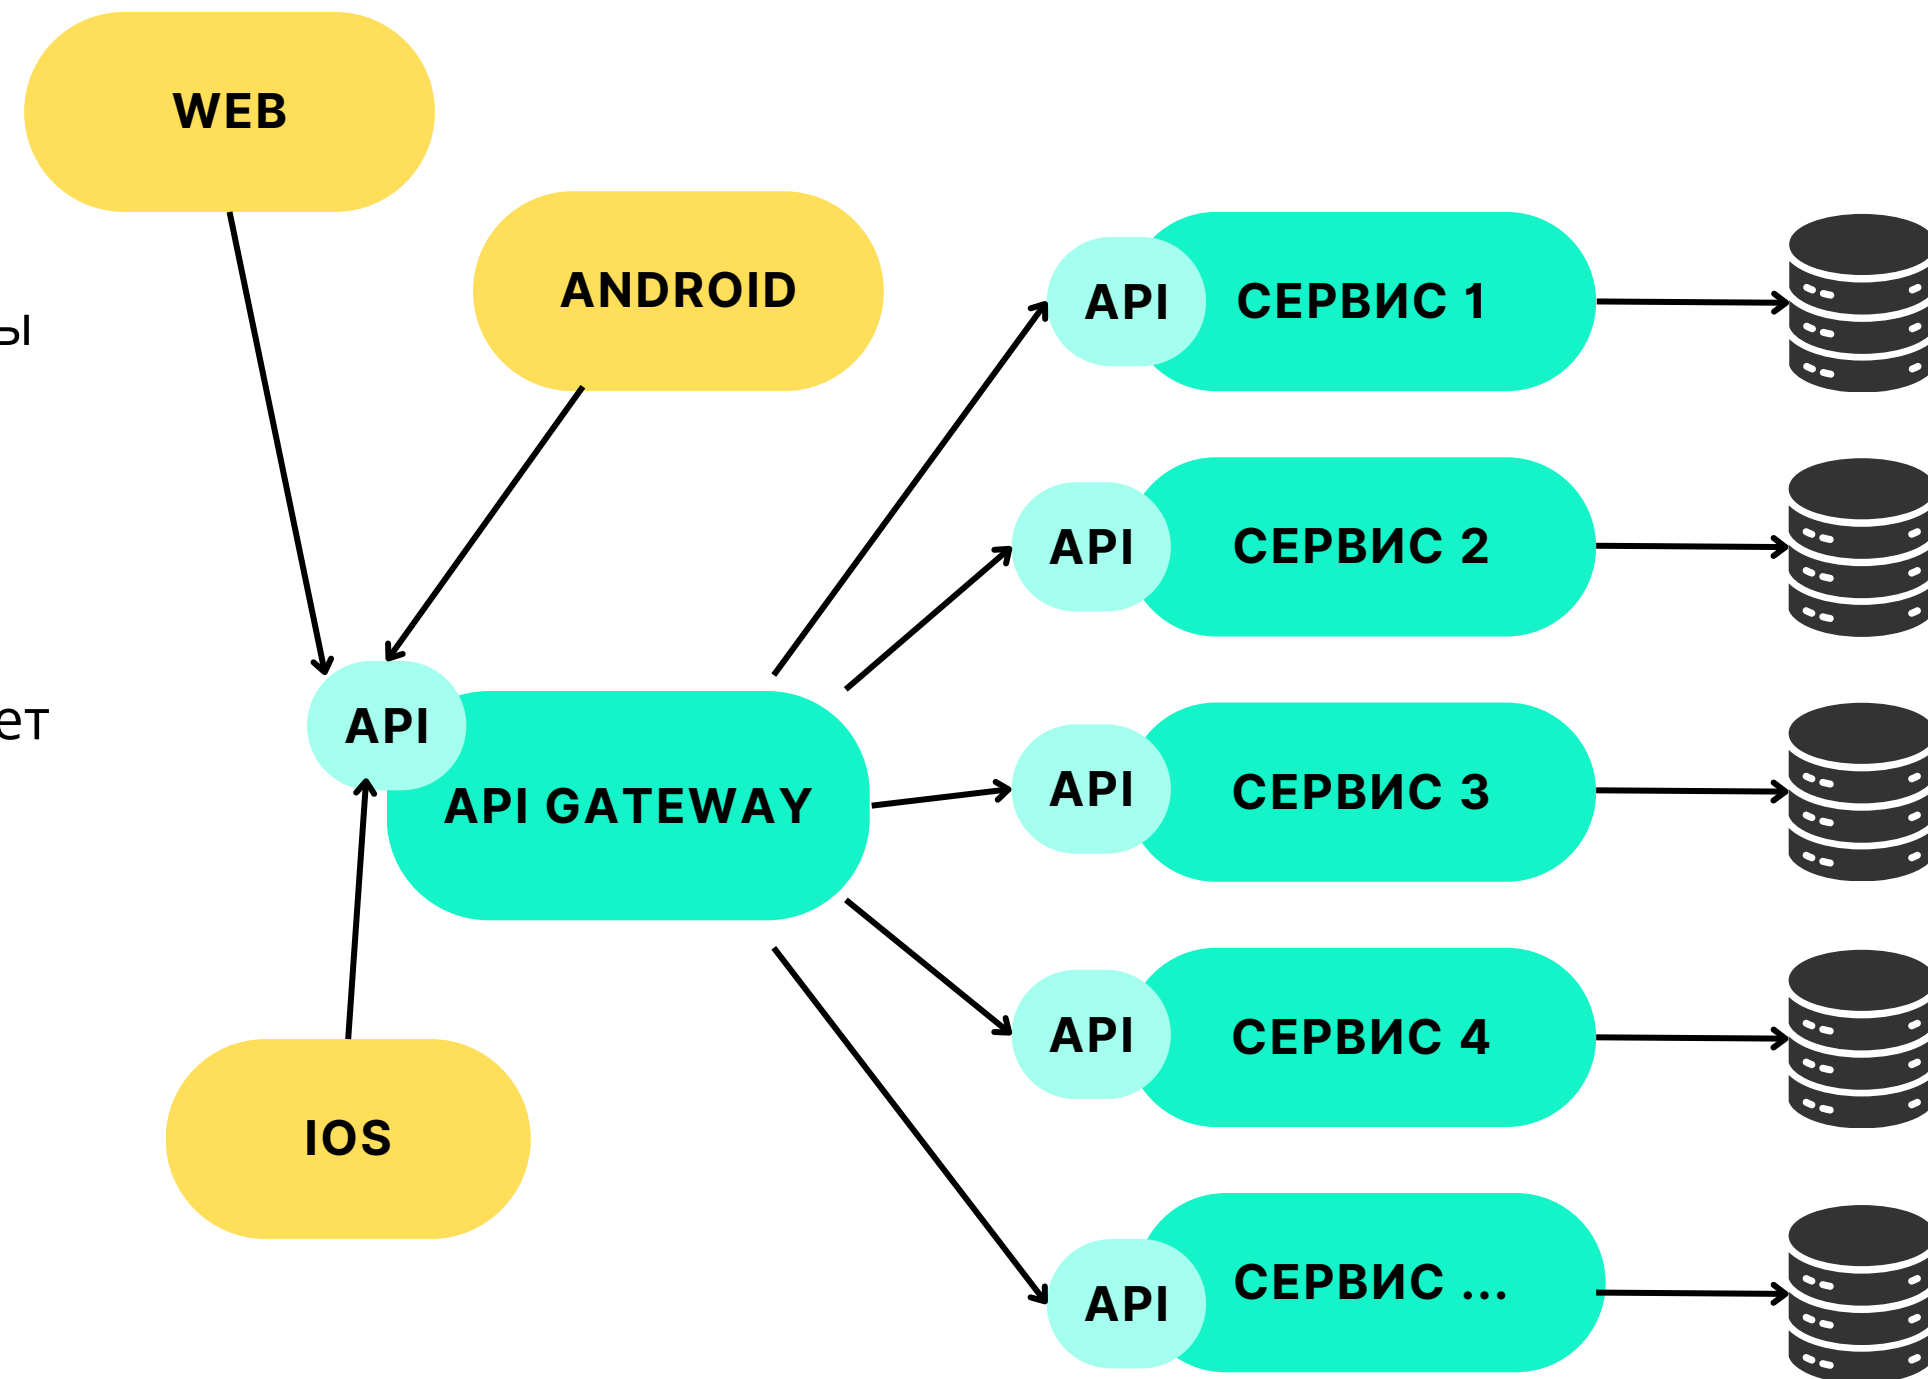 WEB
ANDROID
API
СЕРВИС 1
API
СЕРВИС 2
API
API GATEWAY
API
СЕРВИС 3
API
СЕРВИС 4
IOS
API
СЕРВИС ...